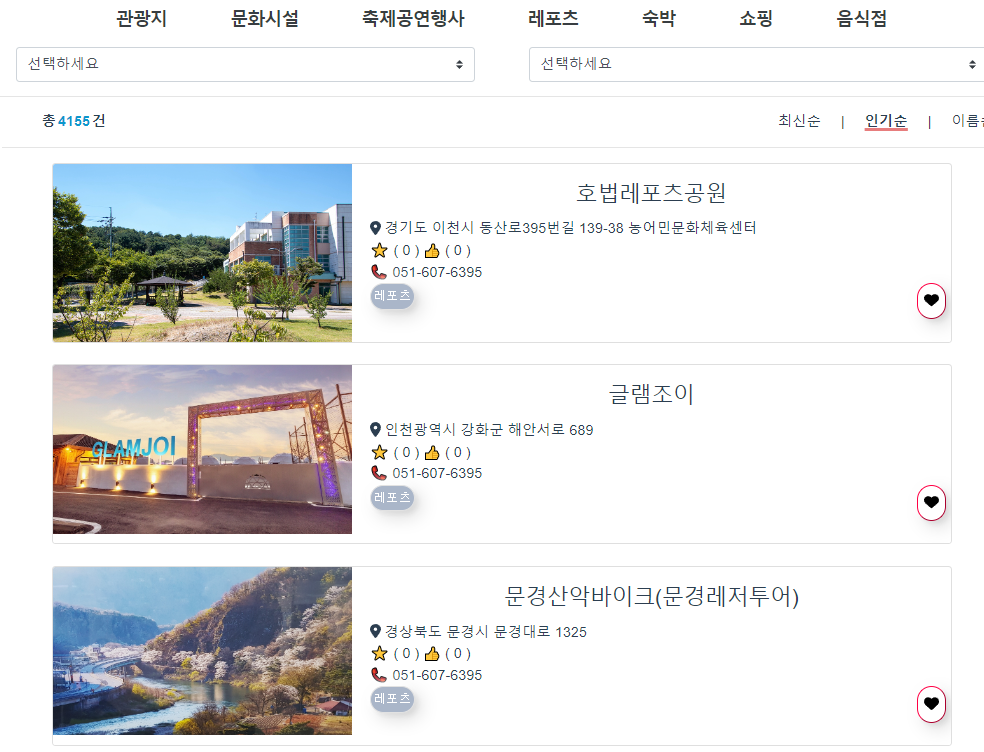 관광지 문화시설 축제공연행사 레포츠 숙박 쇼핑 음식점
선택하세요 선택하세요
총 4155 건 최신순 | 인기순 | 이름
호법레포츠공원
경기도 이천시 동산로395번길 139-38 농어민문화체육센터
( 0 ) ( 0 )
051-607-6395
레포츠
글램조이
GLAMJOI
인천광역시 강화군 해안서로 689
( 0 ) ( 0 )
051-607-6395
레포츠
문경산악바이크(문경레저투어)
경상북도 문경시 문경대로 1325
( 0 ) ( 0 )
051-607-6395
레포츠